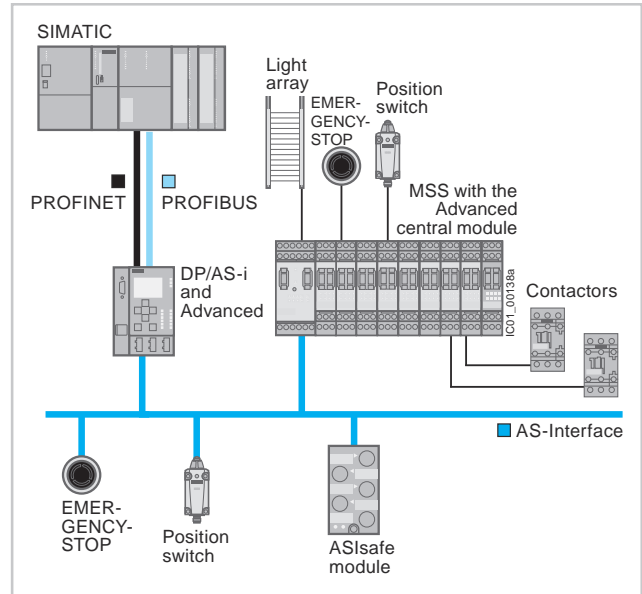 SIMATIC
Light
array
EMER-
GENCY-
STOP
Position
switch
PROFINET
PROFIBUS
MSS with the
Advanced
central module
DP/AS-i
and
Advanced
IC01_00138a
Contactors
AS-Interface
EMER-
GENCY-
STOP
Position
switch
ASIsafe
module